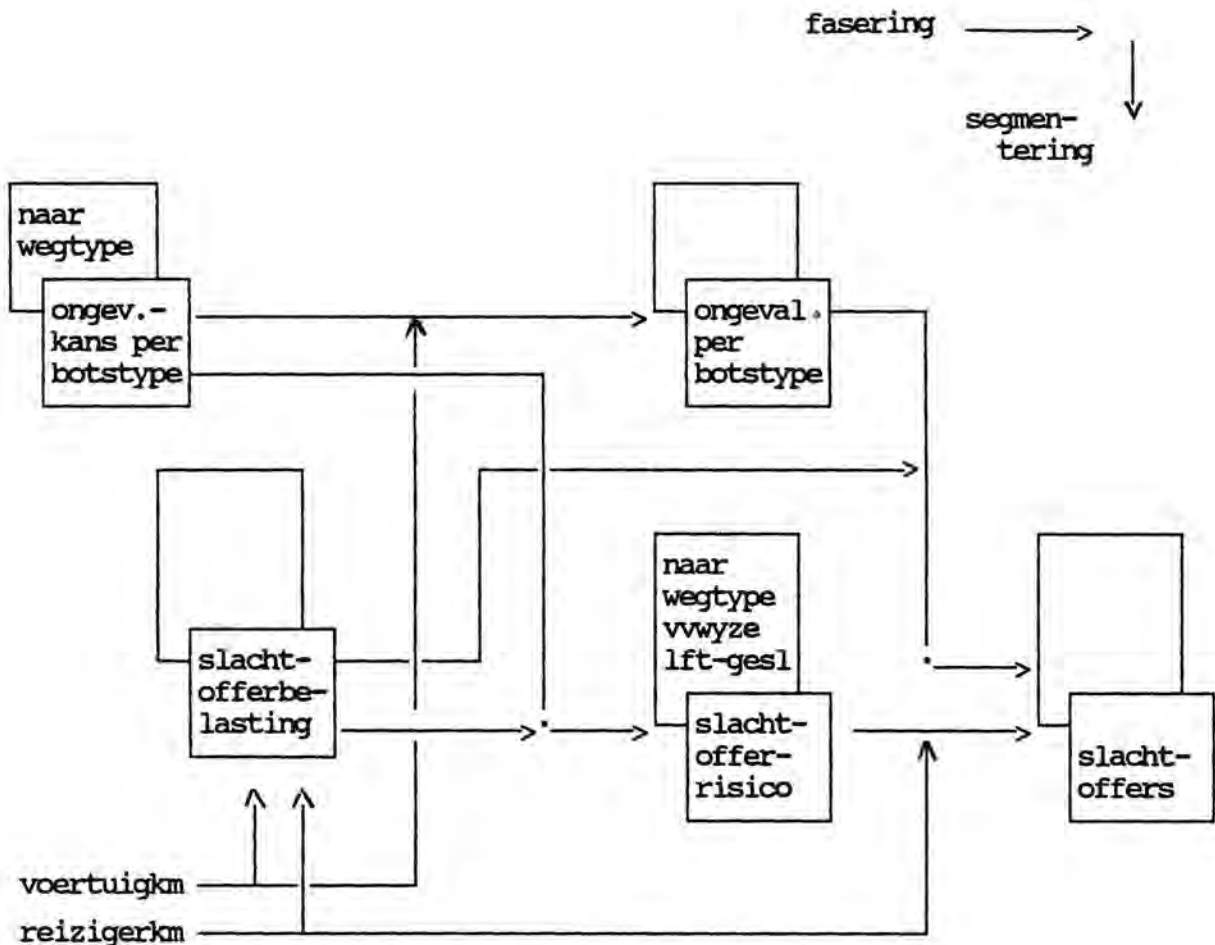 fasering
segmen-
tering
naar
wegtype
ongev.-
kans per
botstype
ongeval.
per
botstype
slacht-
offerbe-
lasting
naar
wegtype
vvwyze
lft-gesl
slacht-
offer-
risico
slacht-
offers
voertuigkm
reizigerkm